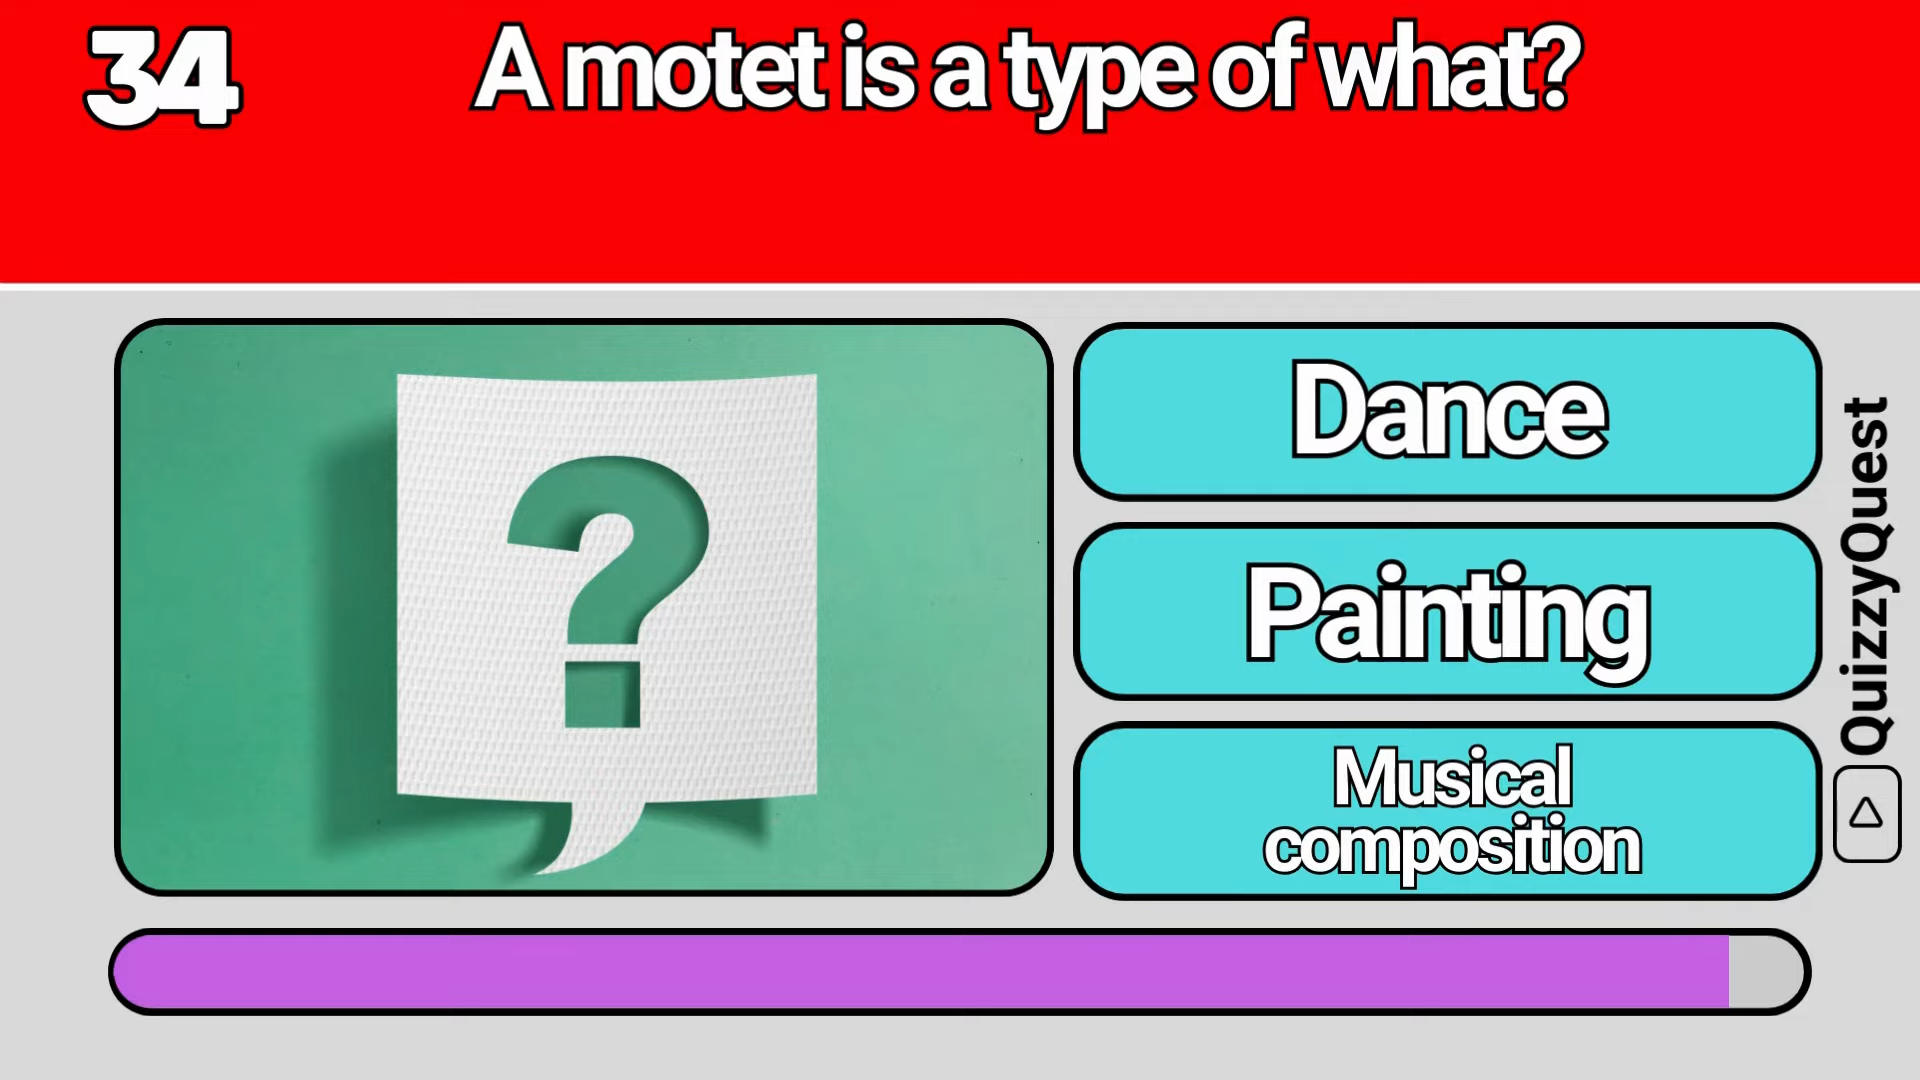 34
A motet is a type of what?
?
Dance
Painting
Musical
composition
QuizzyQuest